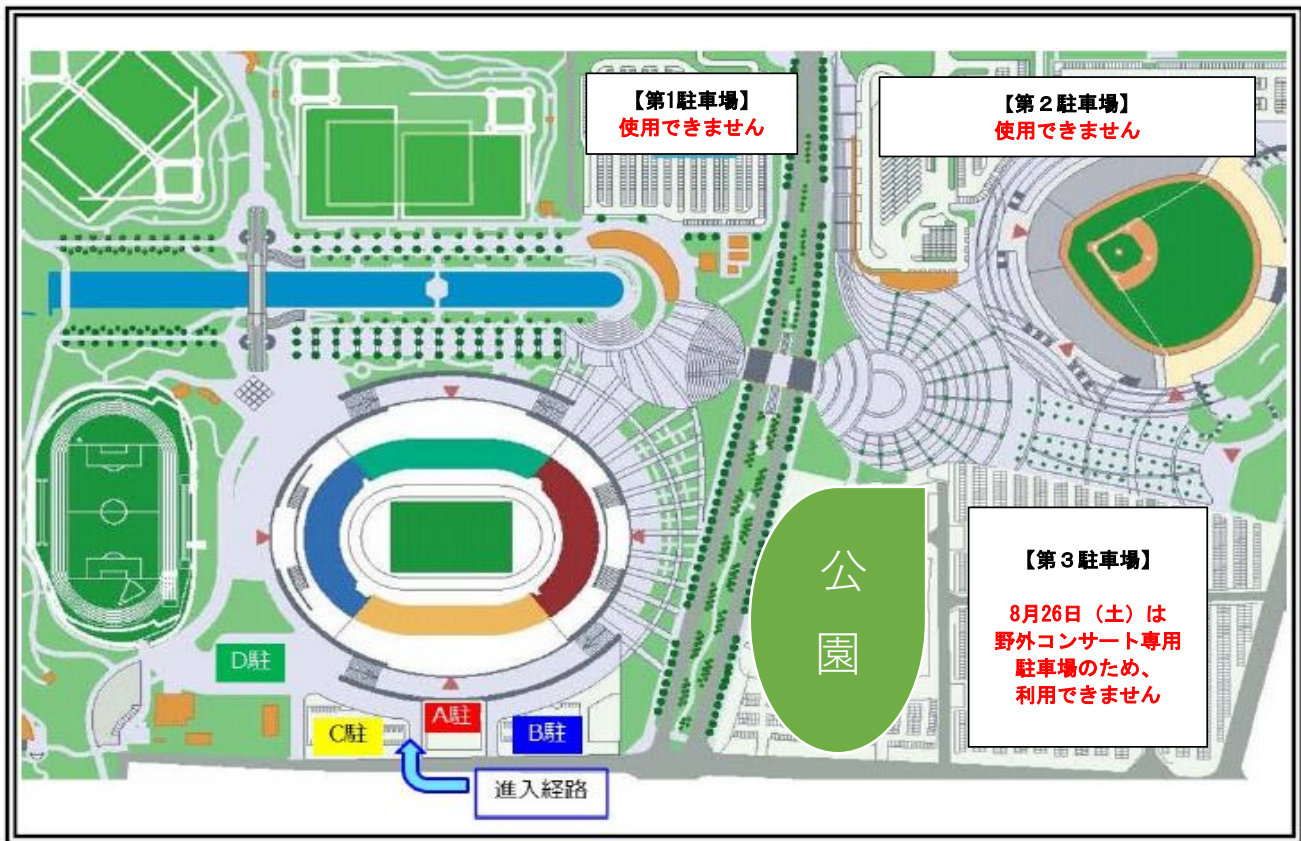 【第1駐車場】
使用できません
【第２駐車場】
使用できません
公
園
【第３駐車場】
8月26日（土）は
野外コンサート専用
駐車場のため、
利用できません
D駐
C駐
A駐
B駐
進入経路